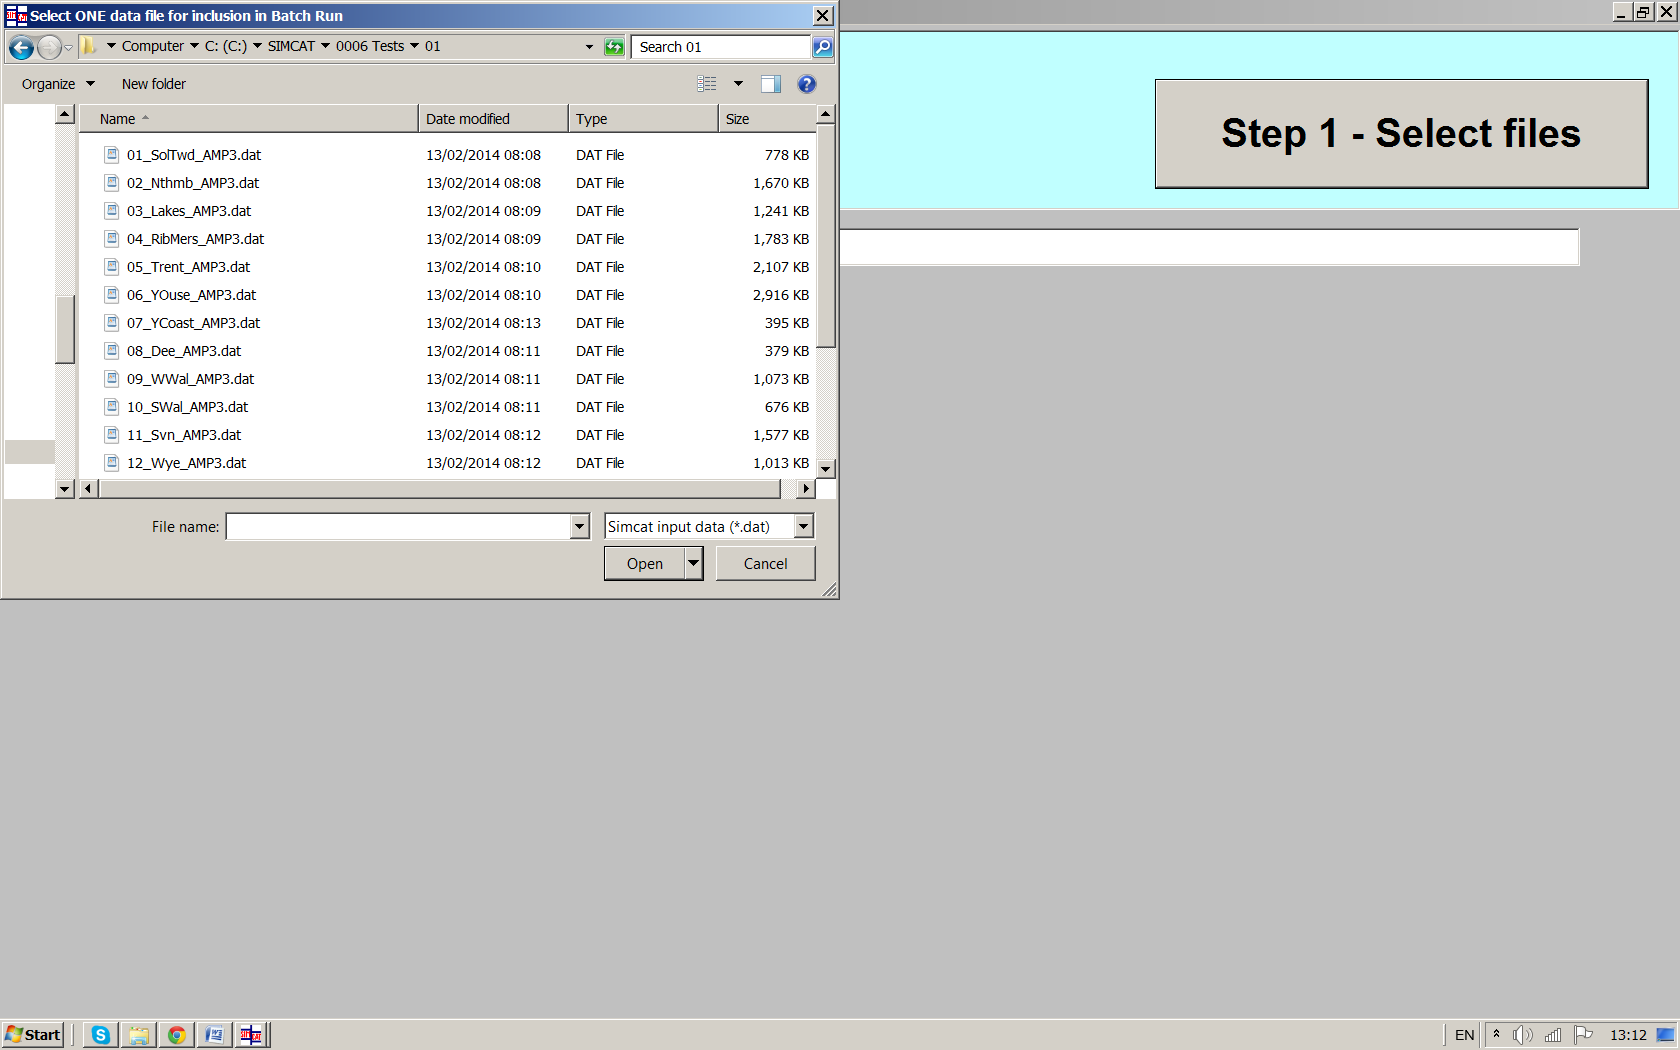 Select ONE data file for inclusion in Batch Run
Computer C: (C:) SIMCAT 0006 Tests 01 Search 01
Organize New folder
Step 1 - Select files
Name Date modified Type Size
01_SolTwd_AMP3.dat 13/02/2014 08:08 DAT File 778 KB
02_Nthmb_AMP3.dat 13/02/2014 08:08 DAT File 1,670 KB
03_Lakes_AMP3.dat 13/02/2014 08:09 DAT File 1,241 KB
04_RibMers_AMP3.dat 13/02/2014 08:09 DAT File 1,783 KB
05_Trent_AMP3.dat 13/02/2014 08:10 DAT File 2,107 KB
06_YOuse_AMP3.dat 13/02/2014 08:10 DAT File 2,916 KB
07_YCoast_AMP3.dat 13/02/2014 08:13 DAT File 395 KB
08_Dee_AMP3.dat 13/02/2014 08:11 DAT File 379 KB
09_WWal_AMP3.dat 13/02/2014 08:11 DAT File 1,073 KB
10_SWal_AMP3.dat 13/02/2014 08:11 DAT File 676 KB
11_Svn_AMP3.dat 13/02/2014 08:12 DAT File 1,577 KB
12_Wye_AMP3.dat 13/02/2014 08:12 DAT File 1,013 KB
File name: Simcat input data (*.dat)
Open Cancel
Start EN 13:12